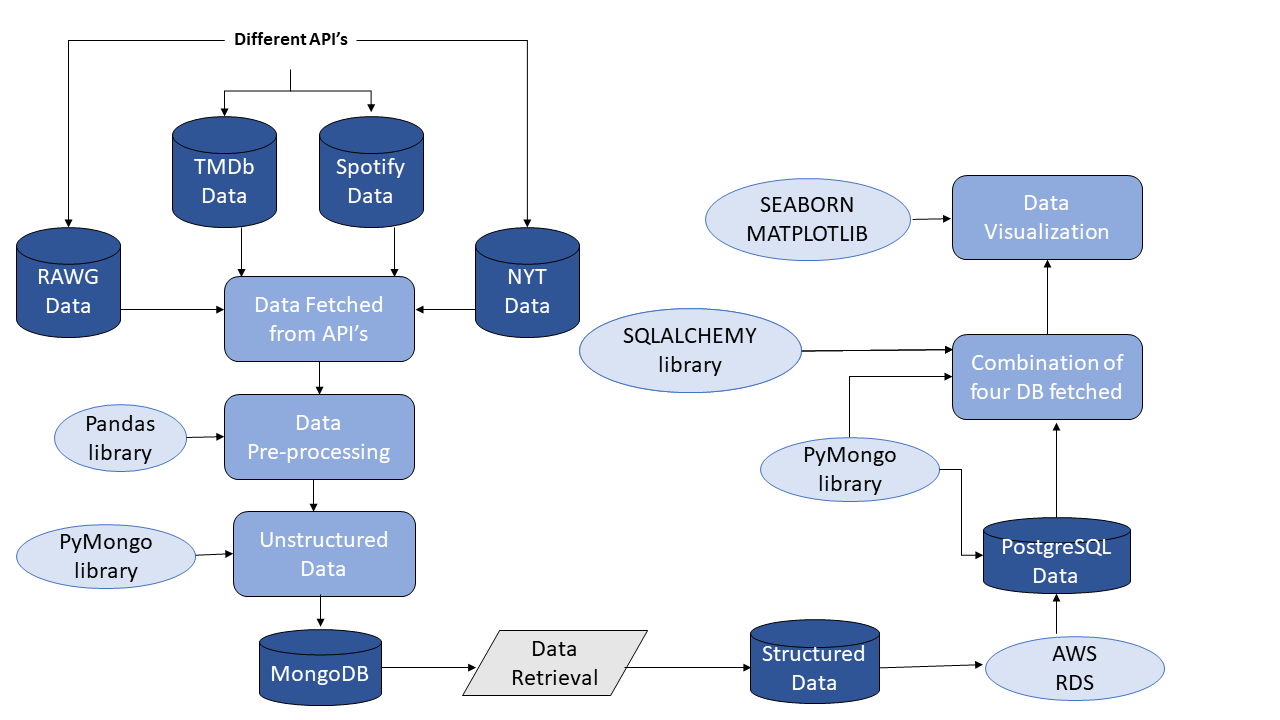 Different API’s
TMDb
Data
Spotify
Data
RAWG
Data
NYT
Data
Data Fetched
from API’s
Pandas
library
Data
Pre-processing
PyMongo
library
Unstructured
Data
MongoDB
Data
Retrieval
Structured
Data
AWS
RDS
PostgreSQL
Data
PyMongo
library
SQLALCHEMY
library
Combination of
four DB fetched
SEABORN
MATPLOTLIB
Data
Visualization